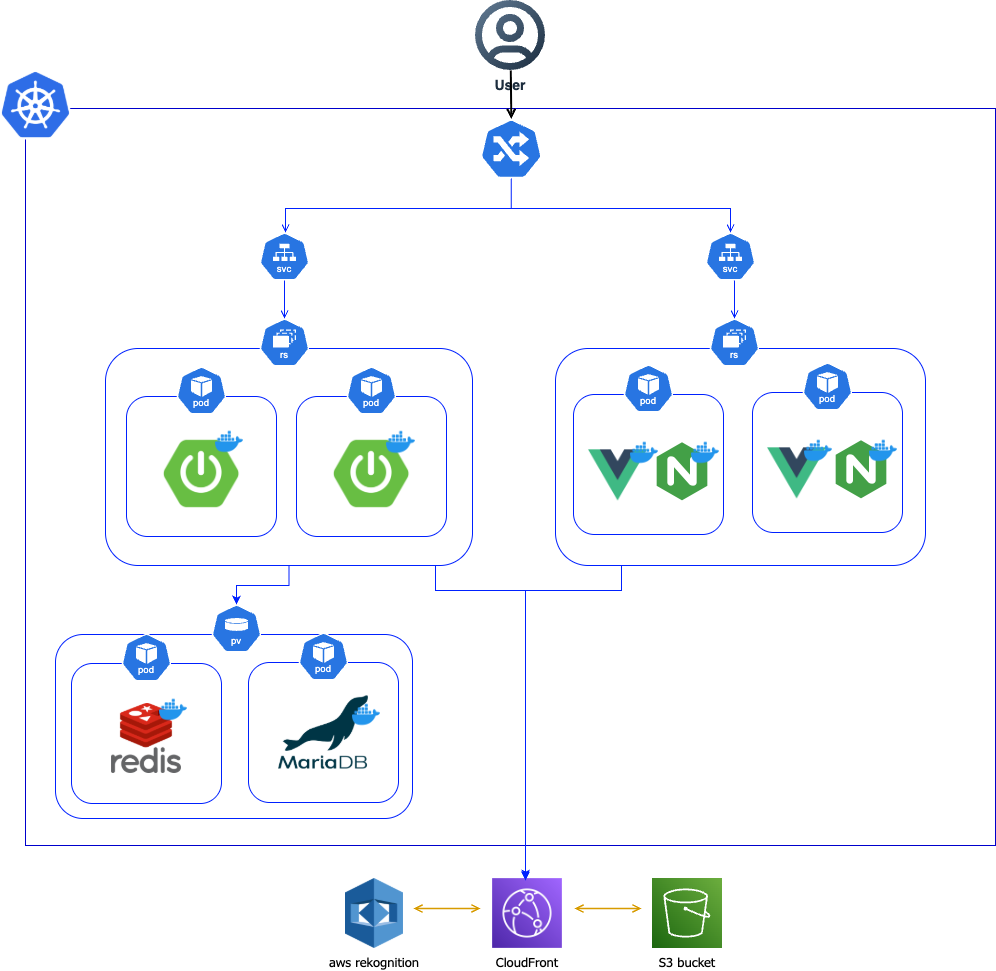 User
svc
svc
rs
rs
pod
pod
pod
pod
N
N
pv
pod
pod
redis
MariaDB
aws rekognition
CloudFront
S3 bucket